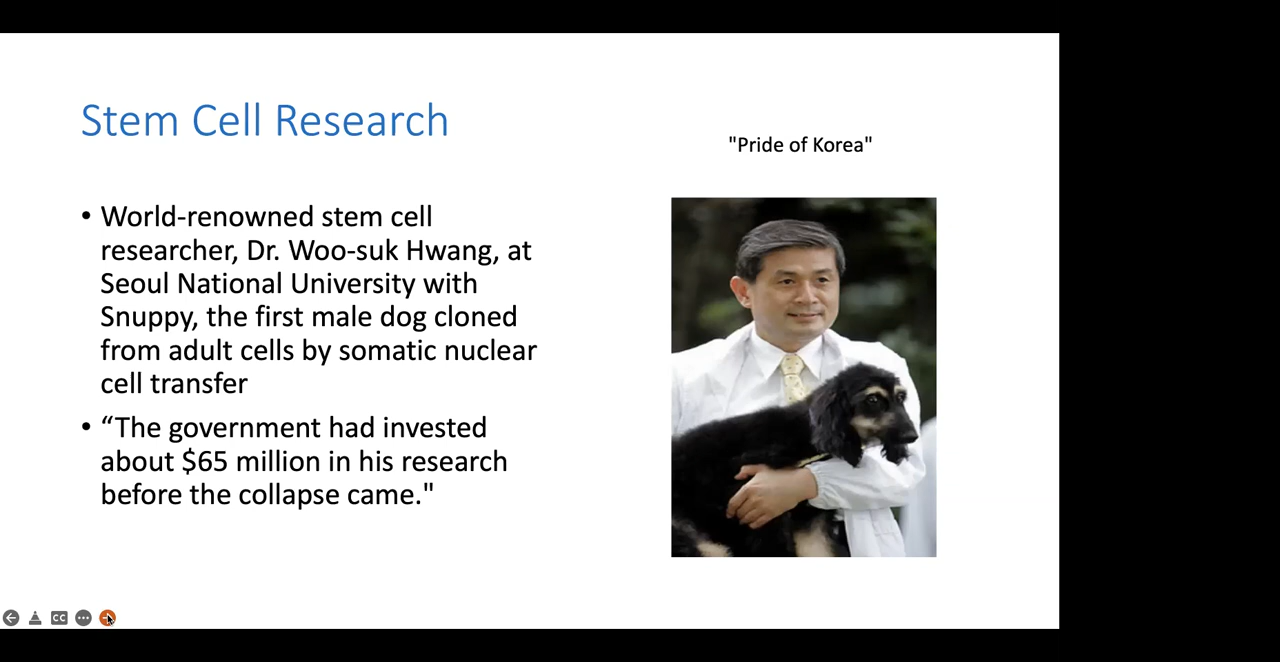 Stem Cell Research
"Pride of Korea"
• World-renowned stem cell
researcher, Dr. Woo-suk Hwang, at
Seoul National University with
Snuppy, the first male dog cloned
from adult cells by somatic nuclear
cell transfer
• “The government had invested
about $65 million in his research
before the collapse came."
CC